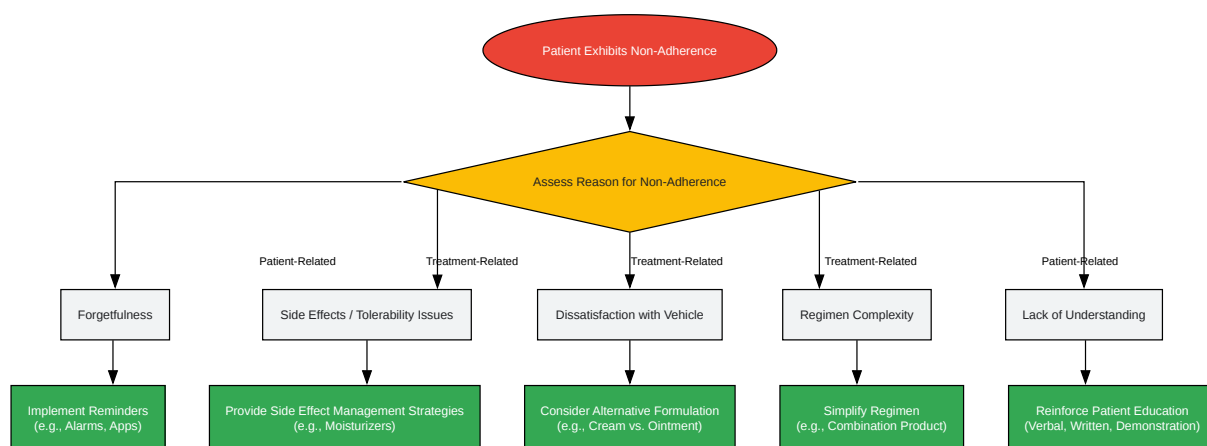 Patient Exhibits Non-Adherence
Assess Reason for Non-Adherence
Patient-Related
Treatment-Related
Treatment-Related
Treatment-Related
Patient-Related
Forgetfulness
Side Effects / Tolerability Issues
Dissatisfaction with Vehicle
Regimen Complexity
Lack of Understanding
Implement Reminders
(e.g., Alarms, Apps)
Provide Side Effect Management Strategies
(e.g., Moisturizers)
Consider Alternative Formulation
(e.g., Cream vs. Ointment)
Simplify Regimen
(e.g., Combination Product)
Reinforce Patient Education
(Verbal, Written, Demonstration)